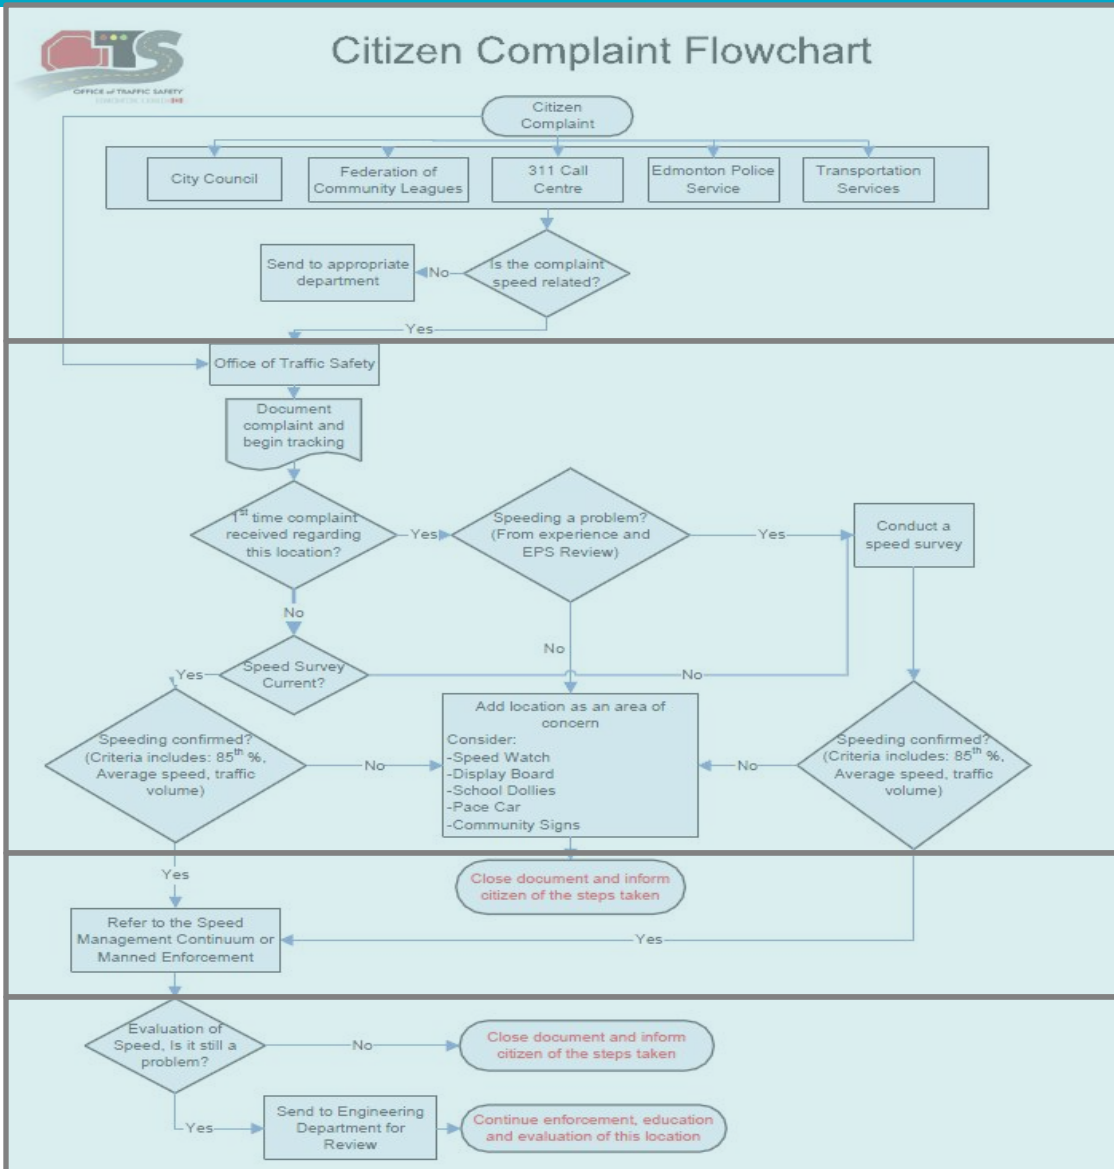 Citizen Complaint Flowchart
OTS
OFFICE of TRAFFIC SAFETY
Citizen
Complaint
City Council
Federation of
Community Leagues
311 Call
Centre
Edmonton Police
Service
Transportation
Services
Is the complaint
speed related?
No
Send to appropriate
department
Yes
Office of Traffic Safety
Document
complaint and
begin tracking
1st time complaint
received regarding
this location?
Yes
Speeding a problem?
(From experience and
EPS Review)
Yes
Conduct a
speed survey
No
No
Speed Survey
Current?
Yes
No
Speeding confirmed?
(Criteria includes: 85th %,
Average speed, traffic
volume)
No
Add location as an area of
concern
Consider:
-Speed Watch
-Display Board
-School Dollies
-Pace Car
-Community Signs
No
Speeding confirmed?
(Criteria includes: 85th %,
Average speed, traffic
volume)
Yes
Close document and inform
citizen of the steps taken
Refer to the Speed
Management Continuum or
Manned Enforcement
Yes
Evaluation of
Speed, Is it still a
problem?
No
Close document and inform
citizen of the steps taken
Yes
Send to Engineering
Department for
Review
Continue enforcement, education
and evaluation of this location